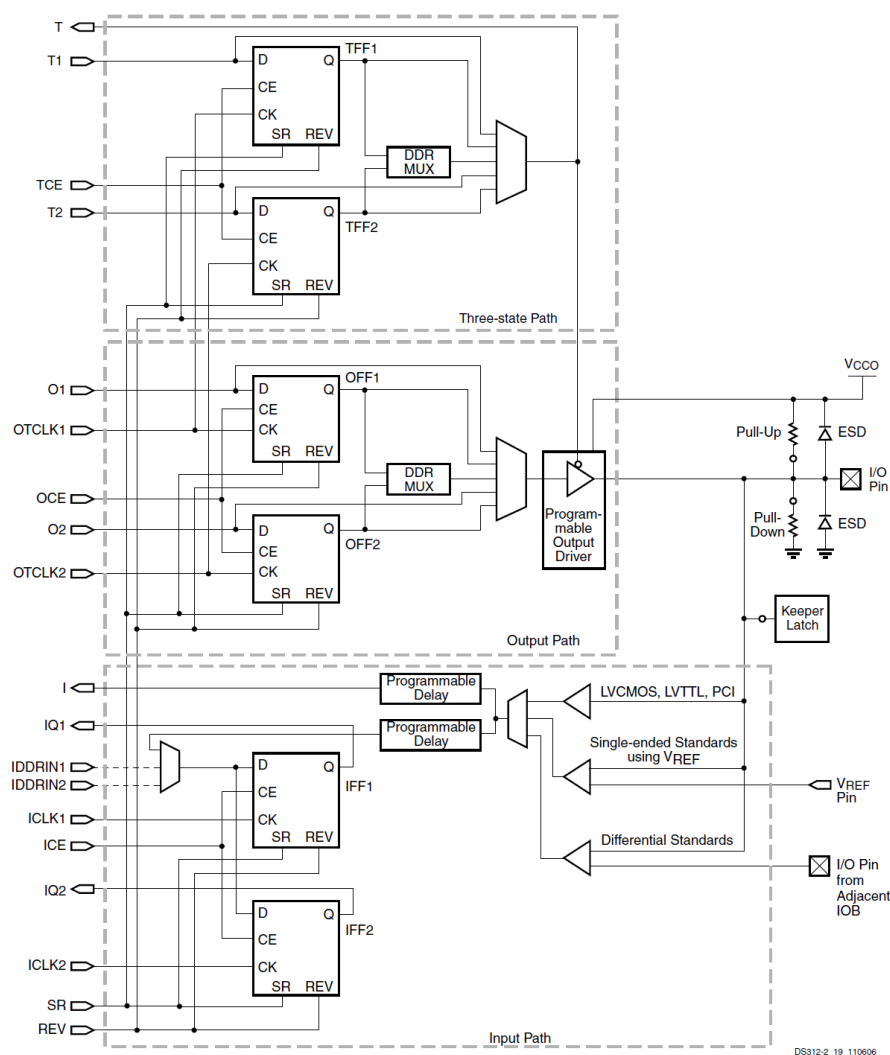 T
T1
D
Q
TFF1
CE
CK
SR REV
DDR
MUX
TCE
T2
D
Q
TFF2
CE
CK
SR REV
Three-state Path
O1
D
Q
OFF1
CE
OTCLK1
CK
SR REV
DDR
MUX
OCE
O2
D
Q
OFF2
CE
OTCLK2
CK
SR REV
Program-
mable
Output
Driver
Output Path
VCCO
Pull-Up
ESD
I/O
Pin
Pull-
Down
ESD
Keeper
Latch
I
Programmable
Delay
LVCMOS, LVTTL, PCI
IQ1
Programmable
Delay
Single-ended Standards
using VREF
IDDRIN1
IDDRIN2
D
Q
IFF1
CE
VREF
Pin
ICLK1
CK
ICE
SR REV
Differential Standards
I/O Pin
from
Adjacent
IOB
IQ2
D
Q
IFF2
CE
ICLK2
CK
SR REV
SR
REV
Input Path
DS312-2_19_110606